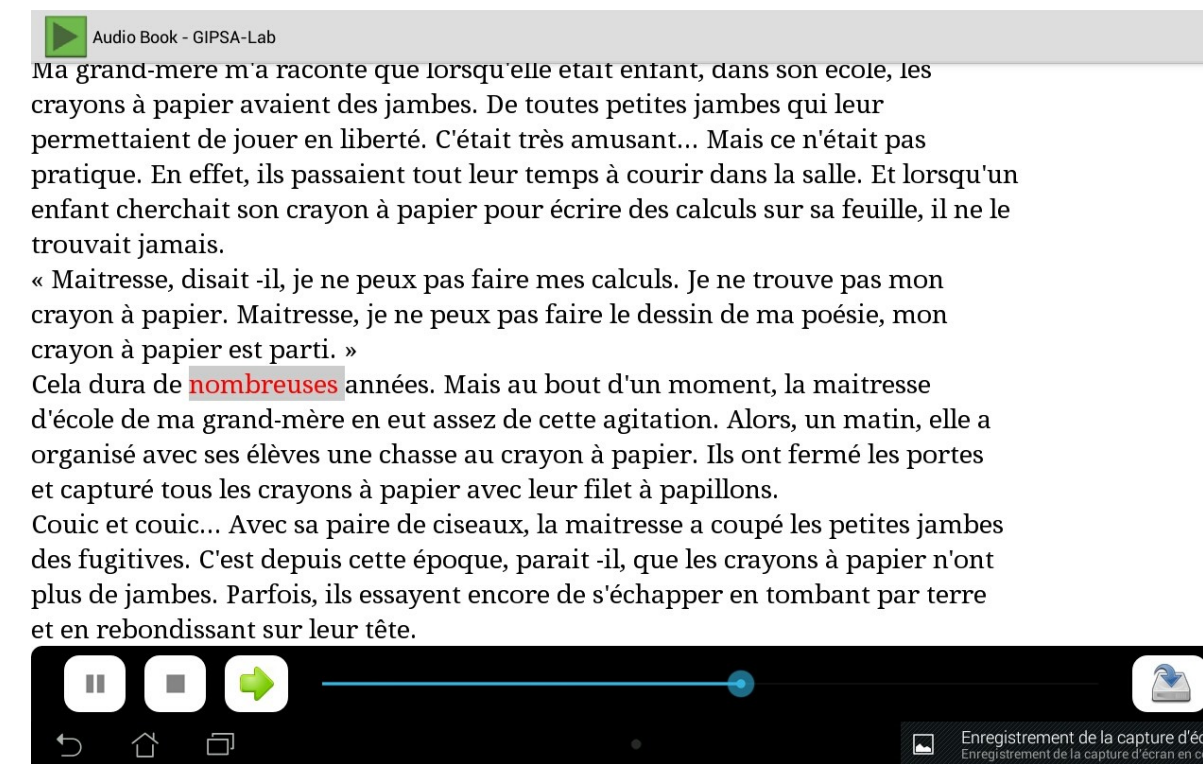 Audio Book - GIPSA-Lab
Ma grand-mère m'a raconté que lorsqu'elle était enfant, dans son école, les
crayons à papier avaient des jambes. De toutes petites jambes qui leur
permettaient de jouer en liberté. C'était très amusant... Mais ce n'était pas
pratique. En effet, ils passaient tout leur temps à courir dans la salle. Et lorsqu'un
enfant cherchait son crayon à papier pour écrire des calculs sur sa feuille, il ne le
trouvait jamais.
« Maitresse, disait -il, je ne peux pas faire mes calculs. Je ne trouve pas mon
crayon à papier. Maitresse, je ne peux pas faire le dessin de ma poésie, mon
crayon à papier est parti. »
Cela dura de nombreuses années. Mais au bout d'un moment, la maitresse
d'école de ma grand-mère en eut assez de cette agitation. Alors, un matin, elle a
organisé avec ses élèves une chasse au crayon à papier. Ils ont fermé les portes
et capturé tous les crayons à papier avec leur filet à papillons.
Couic et couic... Avec sa paire de ciseaux, la maitresse a coupé les petites jambes
des fugitives. C'est depuis cette époque, parait -il, que les crayons à papier n'ont
plus de jambes. Parfois, ils essayent encore de s'échapper en tombant par terre
et en rebondissant sur leur tête.
Enregistrement de la capture d'éc
Enregistrement de la capture d'écran en c